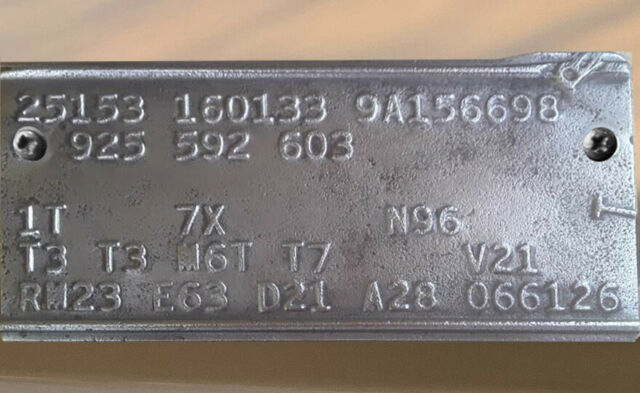 25153 160133 9A156698
925 592 603
1T 7X N96
T3 T3 M6T T7 V21
RM23 E63 D21 A28 066126